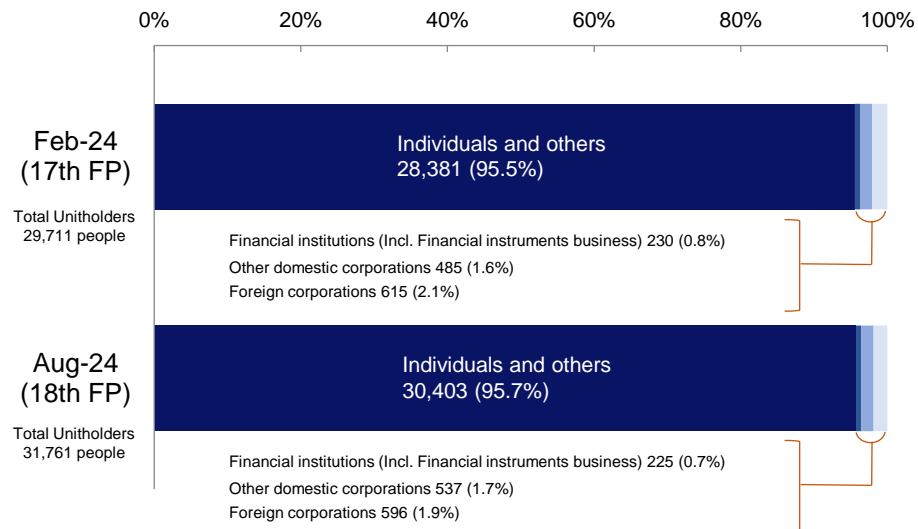 0%
20%
40%
60%
80%
100%
Feb-24
(17th FP)
Total Unitholders
29,711 people
Individuals and others
28,381 (95.5%)
Financial institutions (Incl. Financial instruments business) 230 (0.8%)
Other domestic corporations 485 (1.6%)
Foreign corporations 615 (2.1%)
Aug-24
(18th FP)
Total Unitholders
31,761 people
Individuals and others
30,403 (95.7%)
Financial institutions (Incl. Financial instruments business) 225 (0.7%)
Other domestic corporations 537 (1.7%)
Foreign corporations 596 (1.9%)